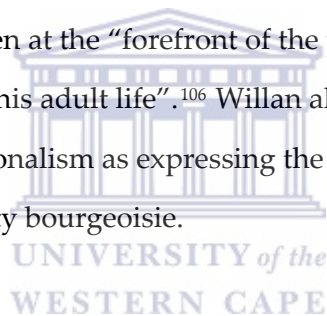 en at the “forefront of the
his adult life”.¹⁰⁶ Willan al
onalism as expressing the
ty bourgeoisie.
UNIVERSITY of the
WESTERN CAPE